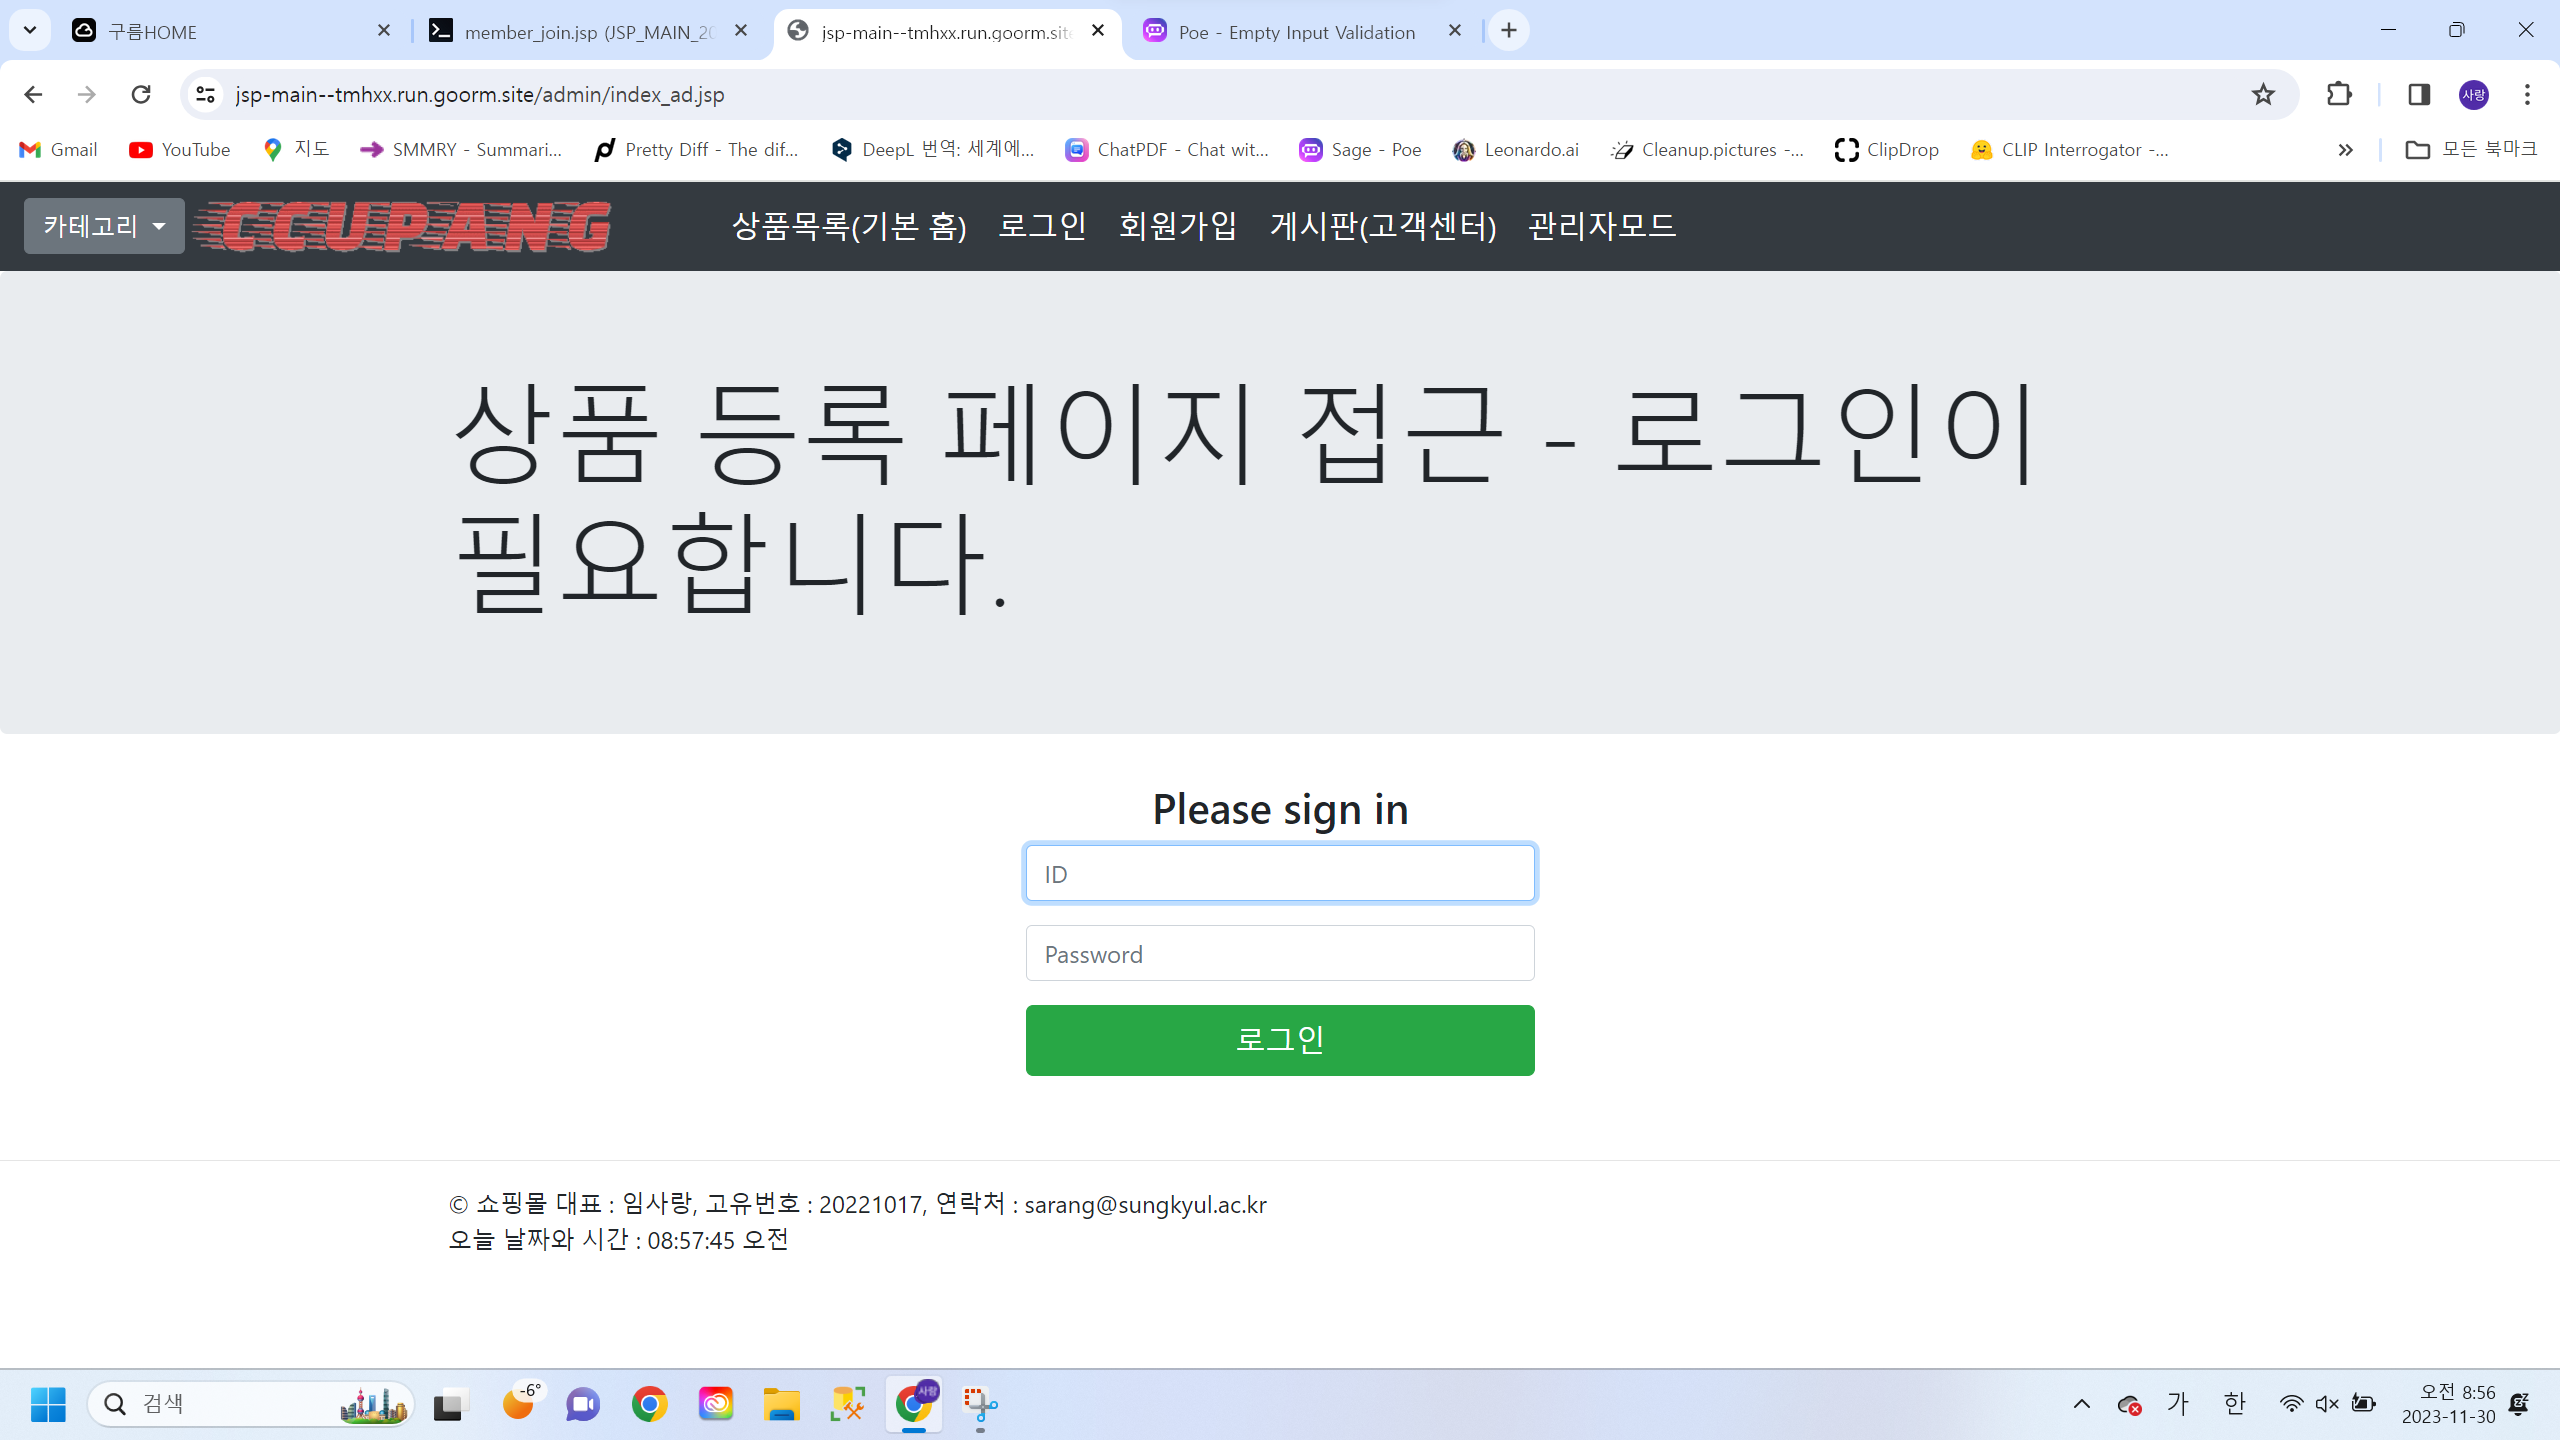 구름HOME
member_join.jsp (JSP_MAIN_20
jsp-main--tmhxx.run.goorm.site
Poe - Empty Input Validation
jsp-main--tmhxx.run.goorm.site/admin/index_ad.jsp
사랑
Gmail
YouTube
지도
SMMRY - Summari...
Pretty Diff - The dif...
DeepL 번역: 세계에...
ChatPDF - Chat wit...
Sage - Poe
Leonardo.ai
Cleanup.pictures -...
ClipDrop
CLIP Interrogator -...
모든 북마크
카테고리
CCUPANG
상품목록(기본 홈)
로그인
회원가입
게시판(고객센터)
관리자모드
상품 등록 페이지 접근 - 로그인이
필요합니다.
Please sign in
ID
Password
로그인
© 쇼핑몰 대표 : 임사랑, 고유번호 : 20221017, 연락처 : sarang@sungkyul.ac.kr
오늘 날짜와 시간 : 08:57:45 오전
검색
-6°
사랑
가
한
오전 8:56
2023-11-30